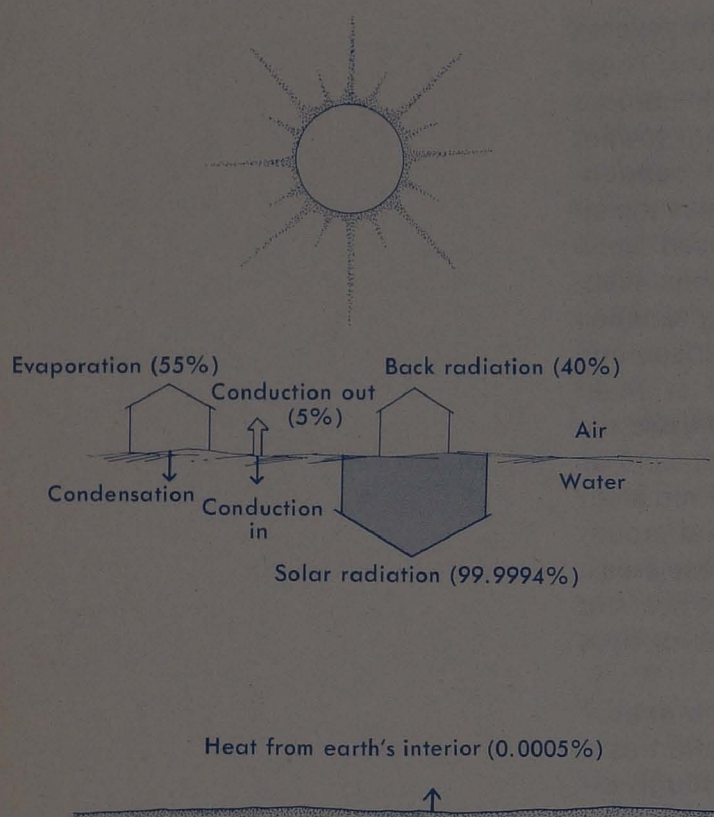 Evaporation (55%)
Back radiation (40%)
Conduction out
(5%)
Air
Water
Condensation
Conduction
in
Solar radiation (99.9994%)
Heat from earth's interior (0.0005%)